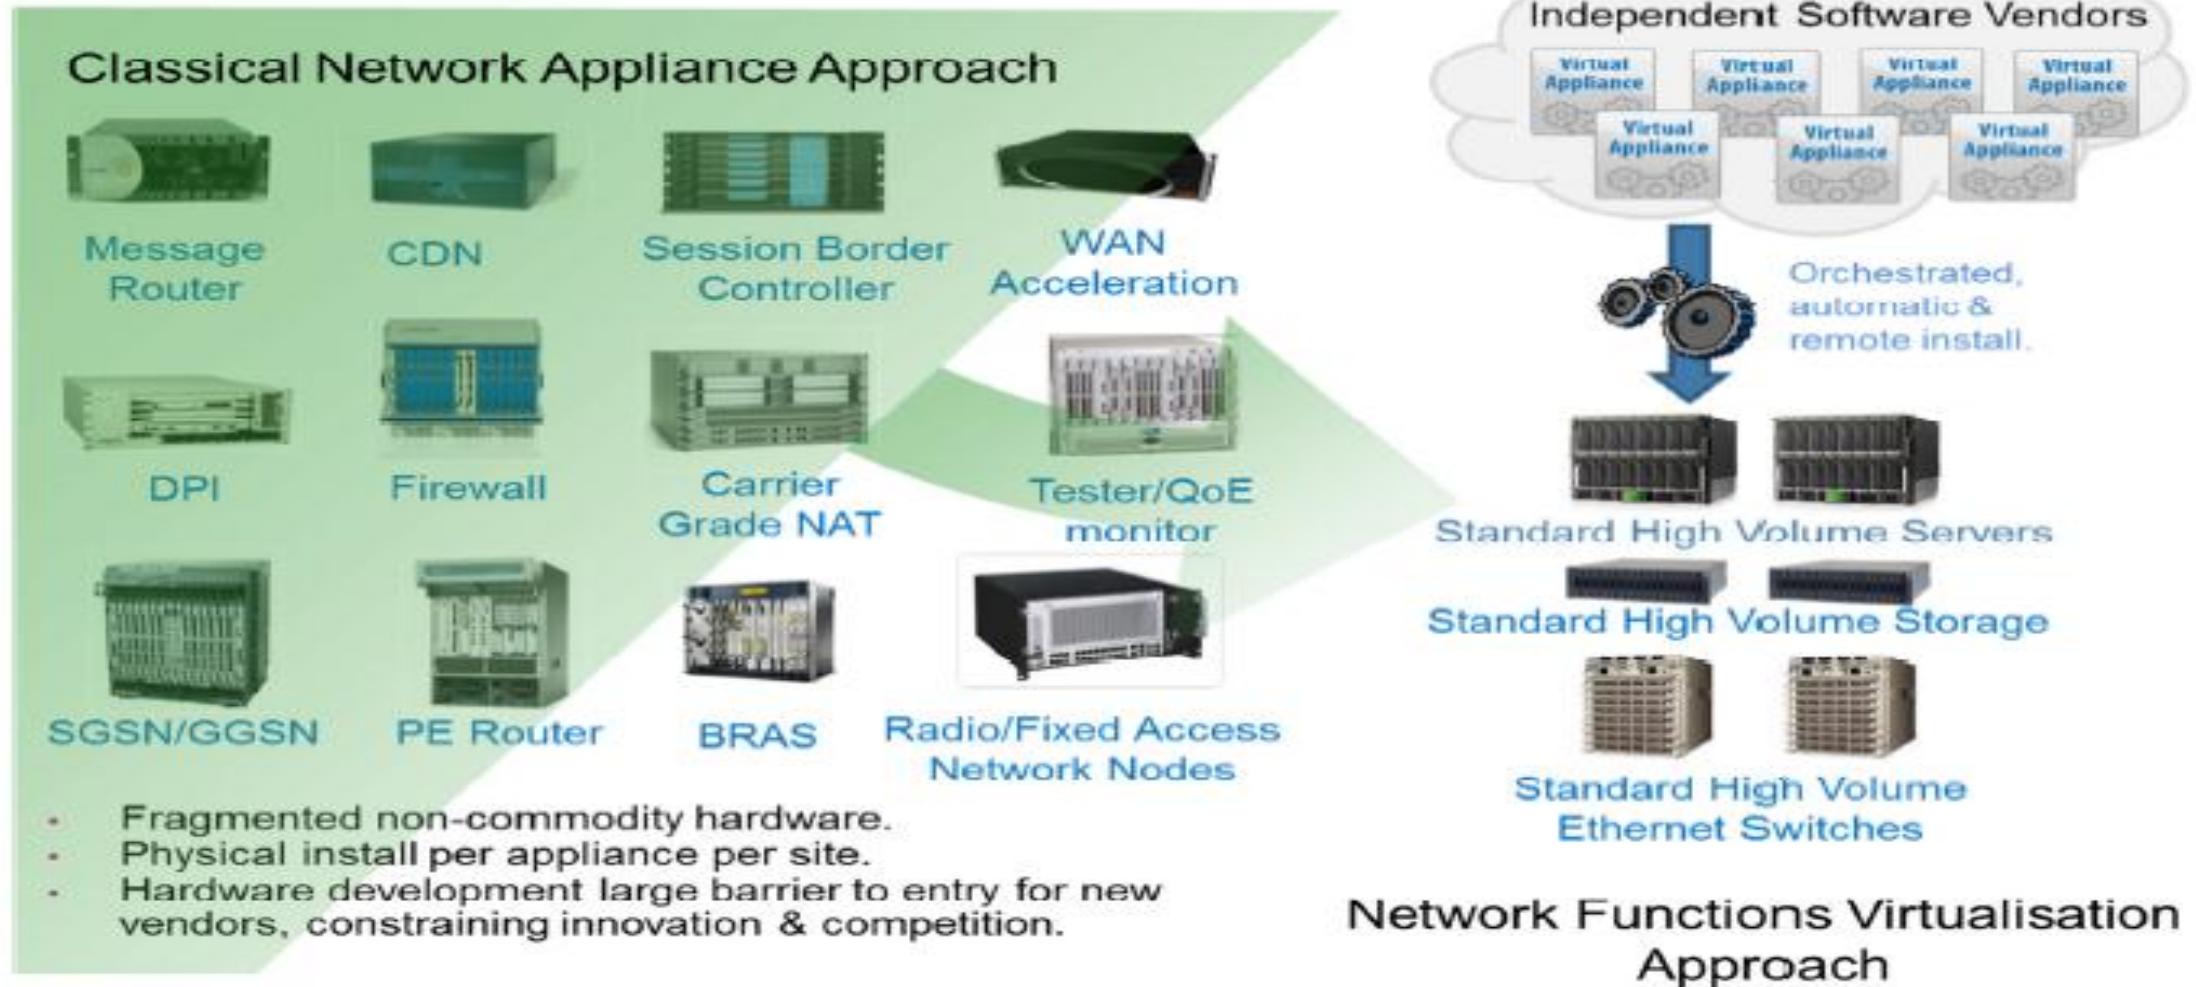 Classical Network Appliance Approach
Message
Router
CDN
Session Border
Controller
WAN
Acceleration
DPI
Firewall
Carrier
Grade NAT
Tester/QoE
monitor
SGSN/GGSN
PE Router
BRAS
Radio/Fixed Access
Network Nodes
• Fragmented non-commodity hardware.
• Physical install per appliance per site.
• Hardware development large barrier to entry for new
vendors, constraining innovation & competition.
Independent Software Vendors
Virtual
Appliance
Virtual
Appliance
Virtual
Appliance
Virtual
Appliance
Virtual
Appliance
Virtual
Appliance
Virtual
Appliance
Orchestrated,
automatic &
remote install.
Standard High Volume Servers
Standard High Volume Storage
Standard High Volume
Ethernet Switches
Network Functions Virtualisation
Approach